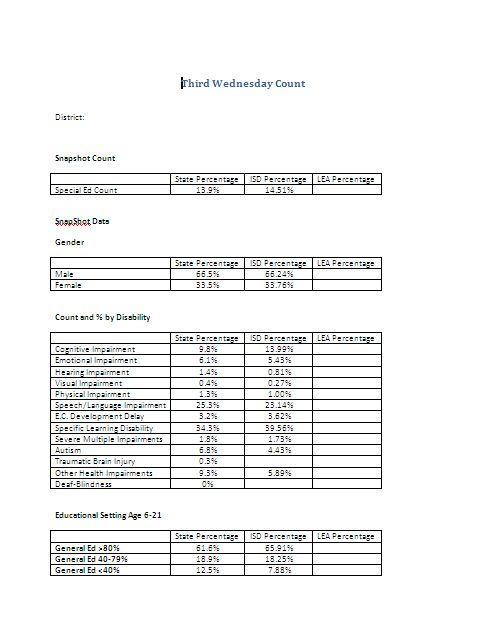 Third Wednesday Count
District:
Snapshot Count
State Percentage ISD Percentage LEA Percentage
Special Ed Count 13.9% 14.51%
SnapShot Data
Gender
State Percentage ISD Percentage LEA Percentage
Male 66.5% 66.24%
Female 33.5% 33.76%
Count and % by Disability
State Percentage ISD Percentage LEA Percentage
Cognitive Impairment 9.8% 13.99%
Emotional Impairment 6.1% 5.43%
Hearing Impairment 1.4% 0.81%
Visual Impairment 0.4% 0.27%
Physical Impairment 1.3% 1.00%
Speech/Language Impairment 25.3% 23.14%
E.C. Development Delay 3.2% 3.62%
Specific Learning Disability 34.3% 39.56%
Severe Multiple Impairments 1.8% 1.73%
Autism 6.8% 4.43%
Traumatic Brain Injury 0.3%
Other Health Impairments 9.3% 5.89%
Deaf-Blindness 0%
Educational Setting Age 6-21
State Percentage ISD Percentage LEA Percentage
General Ed >80% 61.6% 65.91%
General Ed 40-79% 18.9% 18.25%
General Ed <40% 12.5% 7.88%